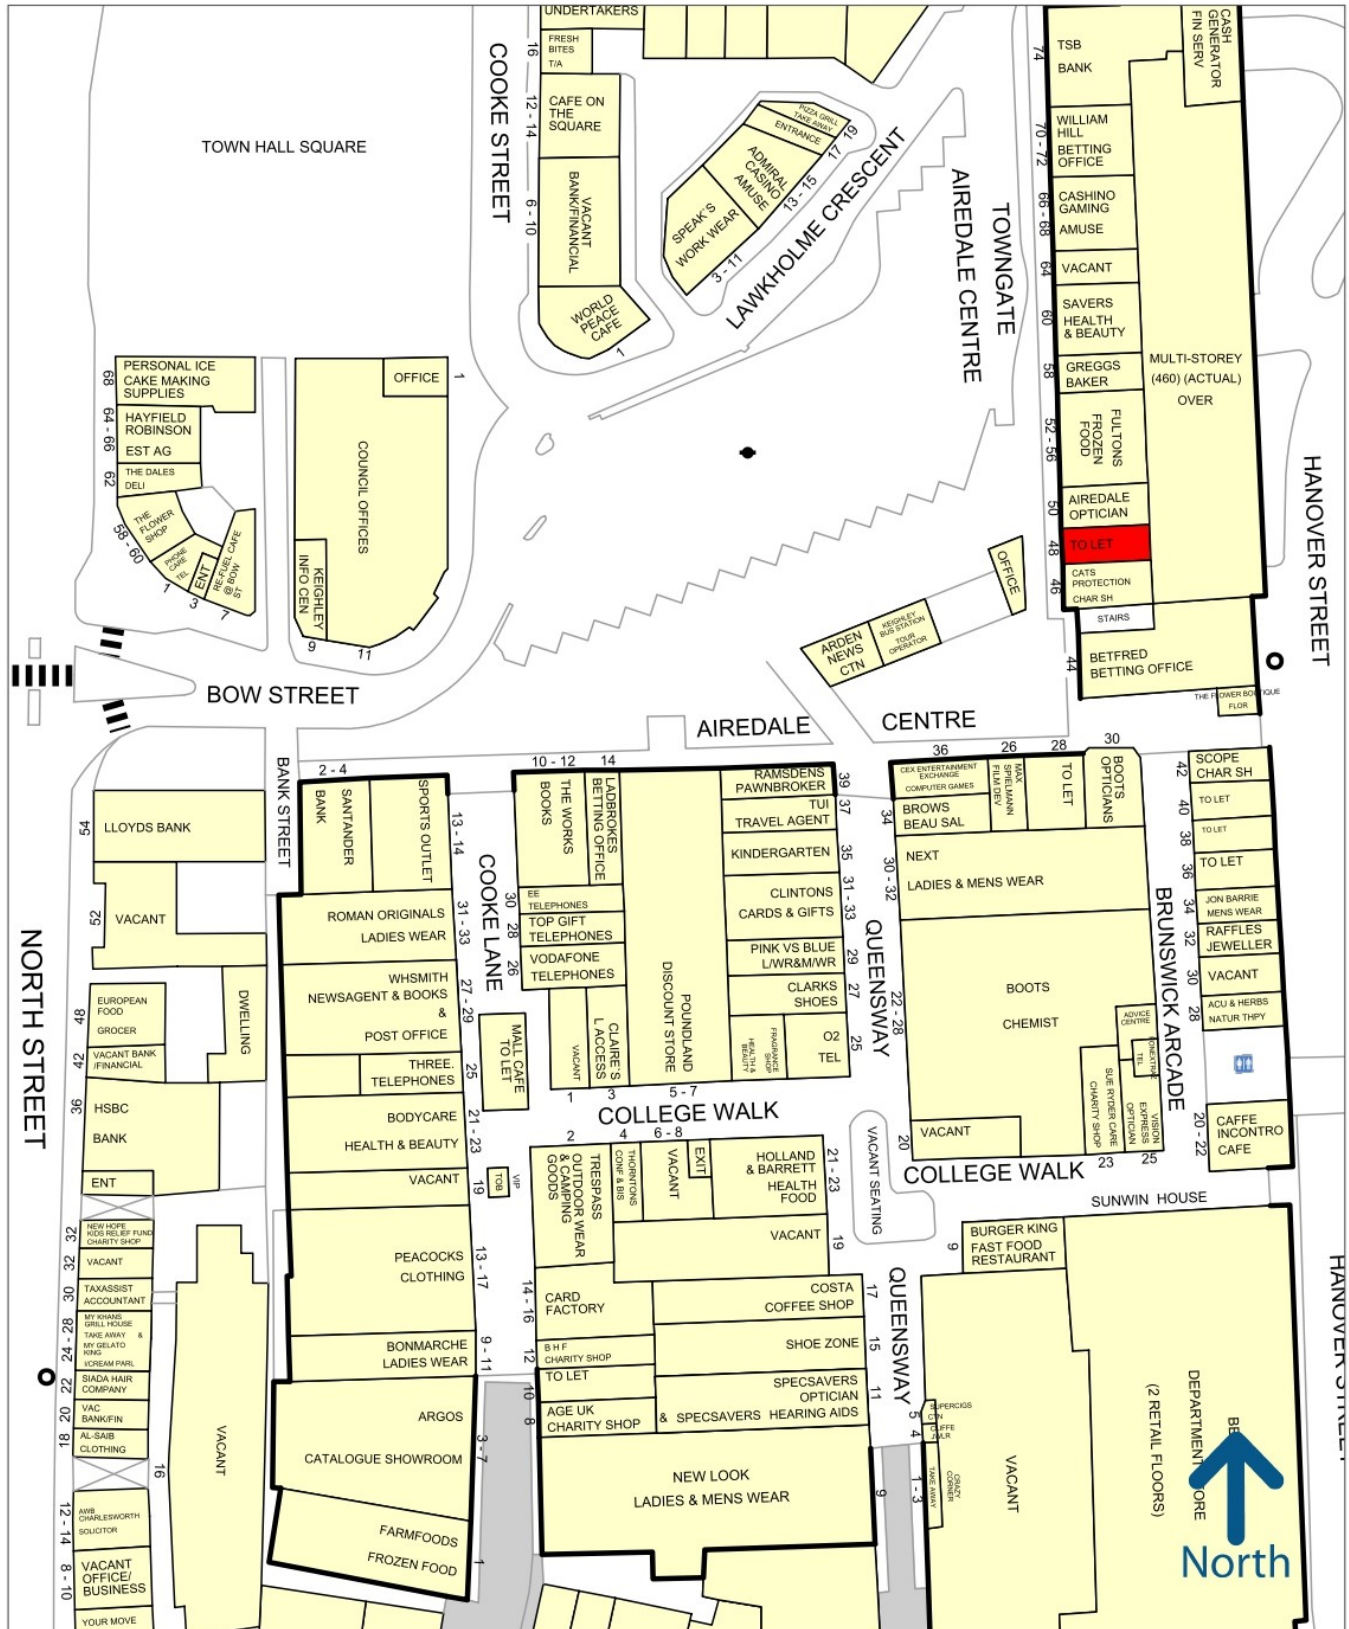 UNDERTAKERS
16
FRESH
BITES
T/A
COOKE STREET
12 - 14
CAFE ON
THE
SQUARE
6 - 10
VACANT
BANK/FINANCIAL
WORLD
PEACE
CAFE
1
TOWN HALL SQUARE
PIZZA GRILL
TAKE AWAY
19
ENTRANCE
17
ADMIRAL
CASINO
AMUSE
13 - 15
SPEAK'S
WORK WEAR
3 - 11
LAWKHOLME CRESCENT
AIREDALE CENTRE
TOWNGATE
74
TSB
BANK
CASH
GENERATOR
FIN SERV
70 - 72
WILLIAM
HILL
BETTING
OFFICE
66 - 68
CASHINO
GAMING
AMUSE
64
VACANT
60
SAVERS
HEALTH
& BEAUTY
58
GREGGS
BAKER
MULTI-STOREY
(460) (ACTUAL)
OVER
52 - 56
FULTONS
FROZEN
FOOD
50
AIREDALE
OPTICIAN
48
TO LET
46
CATS
PROTECTION
CHAR SH
STAIRS
44
BETFRED
BETTING OFFICE
THE FLOWER BOUTIQUE
FLOR
HANOVER STREET
68
PERSONAL ICE
CAKE MAKING
SUPPLIES
64 - 66
HAYFIELD
ROBINSON
EST AG
62
THE DALES
DELI
58 - 60
THE
FLOWER
SHOP
PHONE
CARE
TEL
1
ENT
3
RE-FUEL CAFE
@ BOW
ST
7
OFFICE
1
COUNCIL OFFICES
KEIGHLEY
INFO CEN
9
11
OFFICE
ARDEN
NEWS
CTN
KEIGHLEY
BUS STATION
TOUR
OPERATOR
BOW STREET
AIREDALE CENTRE
BANK STREET
2 - 4
SANTANDER
BANK
SPORTS OUTLET
13 - 14
10 - 12
THE WORKS
BOOKS
14
LADBROKES
BETTING OFFICE
RAMSDENS
PAWNBROKER
39
TUI
TRAVEL AGENT
37
KINDERGARTEN
35
CLINTONS
CARDS & GIFTS
31 - 33
PINK VS BLUE
L/WR&M/WR
29
CLARKS
SHOES
27
FRAGRANCE
SHOP
HEALTH &
BEAUTY
O2
TEL
25
POUNDLAND
DISCOUNT STORE
5 - 7
30
EE
TELEPHONES
28
TOP GIFT
TELEPHONES
26
VODAFONE
TELEPHONES
VACANT
1
CLAIRE'S
L ACCESS
3
COOKE LANE
MALL CAFE
TO LET
COLLEGE WALK
36
CEX ENTERTAINMENT
EXCHANGE
COMPUTER GAMES
26
MAX
SPIELMANN
FILM DEV
28
TO LET
30
BOOTS
OPTICIANS
34
BROWS
BEAU SAL
30 - 32
NEXT
LADIES & MENS WEAR
22 - 28
BOOTS
CHEMIST
ADVICE
CENTRE
TEL
SUE RYDER CARE
CHARITY SHOP
23
VISION
EXPRESS
OPTICIAN
25
20
VACANT
QUEENSWAY
BRUNSWICK ARCADE
42
SCOPE
CHAR SH
40
TO LET
38
TO LET
36
TO LET
34
JON BARRIE
MENS WEAR
32
RAFFLES
JEWELLER
30
VACANT
28
ACU & HERBS
NATUR THPY
20 - 22
CAFFE
INCONTRO
CAFE
COLLEGE WALK
SUNWIN HOUSE
NORTH STREET
54
LLOYDS BANK
52
VACANT
48
EUROPEAN
FOOD
GROCER
DWELLING
42
VACANT BANK
/FINANCIAL
36
HSBC
BANK
ENT
32
NEW HOPE
KIDS RELIEF FUND
CHARITY SHOP
32
VACANT
30
TAXASSIST
ACCOUNTANT
24 - 28
MY KHANS
GRILL HOUSE
TAKE AWAY &
MY GELATO
KING
I/CREAM PARL
22
SIADA HAIR
COMPANY
20
VAC
BANK/FIN
18
AL-SAIB
CLOTHING
16
VACANT
12 - 14
AWB
CHARLESWORTH
SOLICITOR
8 - 10
VACANT
OFFICE/
BUSINESS
YOUR MOVE
ROMAN ORIGINALS
LADIES WEAR
31 - 33
WHSMITH
NEWSAGENT & BOOKS
&
POST OFFICE
27 - 29
THREE.
TELEPHONES
25
BODYCARE
HEALTH & BEAUTY
21 - 23
VACANT
19
TOB
VIP
PEACOCKS
CLOTHING
13 - 17
BONMARCHE
LADIES WEAR
9 - 11
ARGOS
CATALOGUE SHOWROOM
3 - 7
FARMFOODS
FROZEN FOOD
1
2
TRESPASS
OUTDOOR WEAR
& CAMPING
GOODS
4
THORNTONS
CONF & BIS
6 - 8
VACANT
EXIT
HOLLAND
& BARRETT
HEALTH
FOOD
21 - 23
VACANT
19
14 - 16
CARD
FACTORY
COSTA
COFFEE SHOP
17
12
B H F
CHARITY SHOP
SHOE ZONE
15
10
TO LET
8
AGE UK
CHARITY SHOP
SPECSAVERS
OPTICIAN
& SPECSAVERS HEARING AIDS
11
NEW LOOK
LADIES & MENS WEAR
9
VACANT SEATING
QUEENSWAY
9
BURGER KING
FAST FOOD
RESTAURANT
5
SUPERCIGS
4
1 - 3
CRAZY
CORNER
TAKE AWAY
VACANT
(2 RETAIL FLOORS)
HANOVER STREET
North